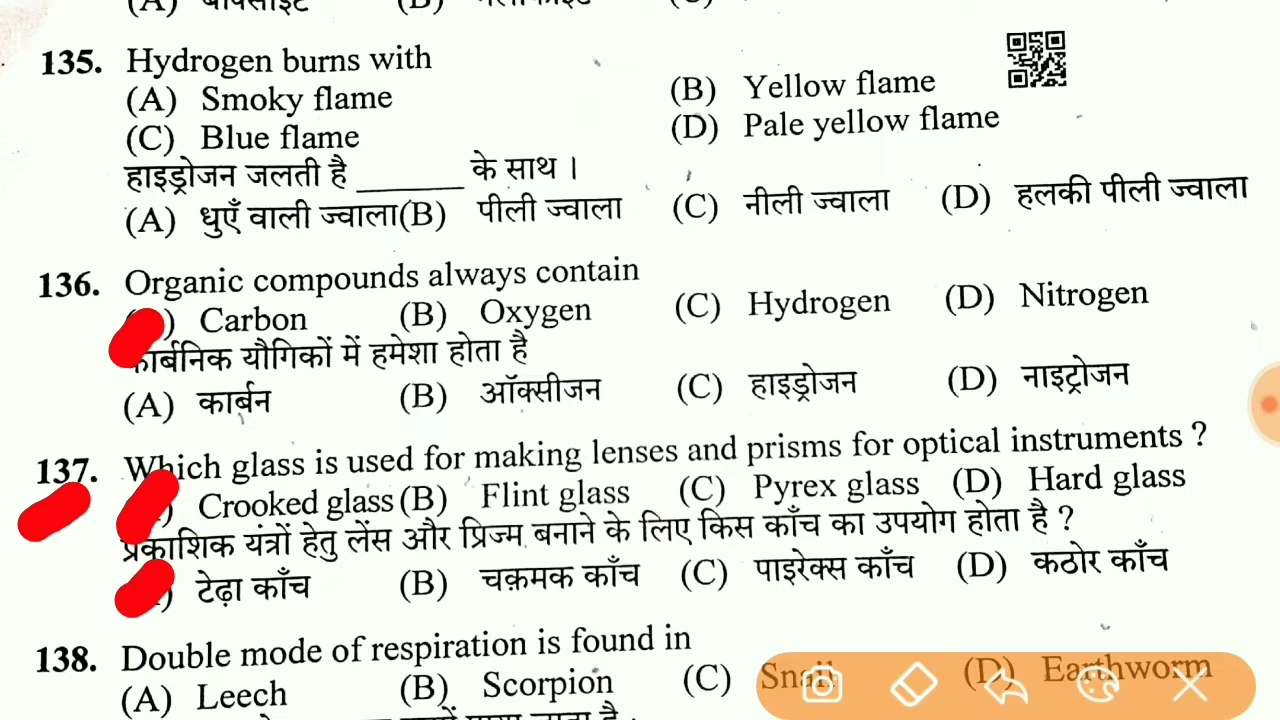 135. Hydrogen burns with
(A) Smoky flame (B) Yellow flame
(C) Blue flame (D) Pale yellow flame
हाइड्रोजन जलती है ______ के साथ ।
(A) धुएँ वाली ज्वाला (B) पीली ज्वाला (C) नीली ज्वाला (D) हलकी पीली ज्वाला
136. Organic compounds always contain
) Carbon (B) Oxygen (C) Hydrogen (D) Nitrogen
कार्बनिक यौगिकों में हमेशा होता है
(A) कार्बन (B) ऑक्सीजन (C) हाइड्रोजन (D) नाइट्रोजन
137. Which glass is used for making lenses and prisms for optical instruments ?
) Crooked glass (B) Flint glass (C) Pyrex glass (D) Hard glass
प्रकाशिक यंत्रों हेतु लेंस और प्रिज्म बनाने के लिए किस काँच का उपयोग होता है ?
) टेढ़ा काँच (B) चक़मक काँच (C) पाइरेक्स काँच (D) कठोर काँच
138. Double mode of respiration is found in
(A) Leech (B) Scorpion (C) Snail (D) Earthworm